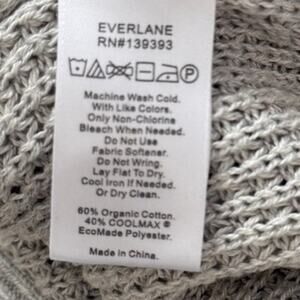 EVERLANE
RN#139393
Machine Wash Cold.
With Like Colors.
Only Non-Chlorine
Bleach When Needed.
Do Not Use
Fabric Softener.
Do Not Wring.
Lay Flat To Dry.
Cool Iron If Needed.
Or Dry Clean.
60% Organic Cotton.
40% COOLMAX®
EcoMade Polyester.
Made in China.